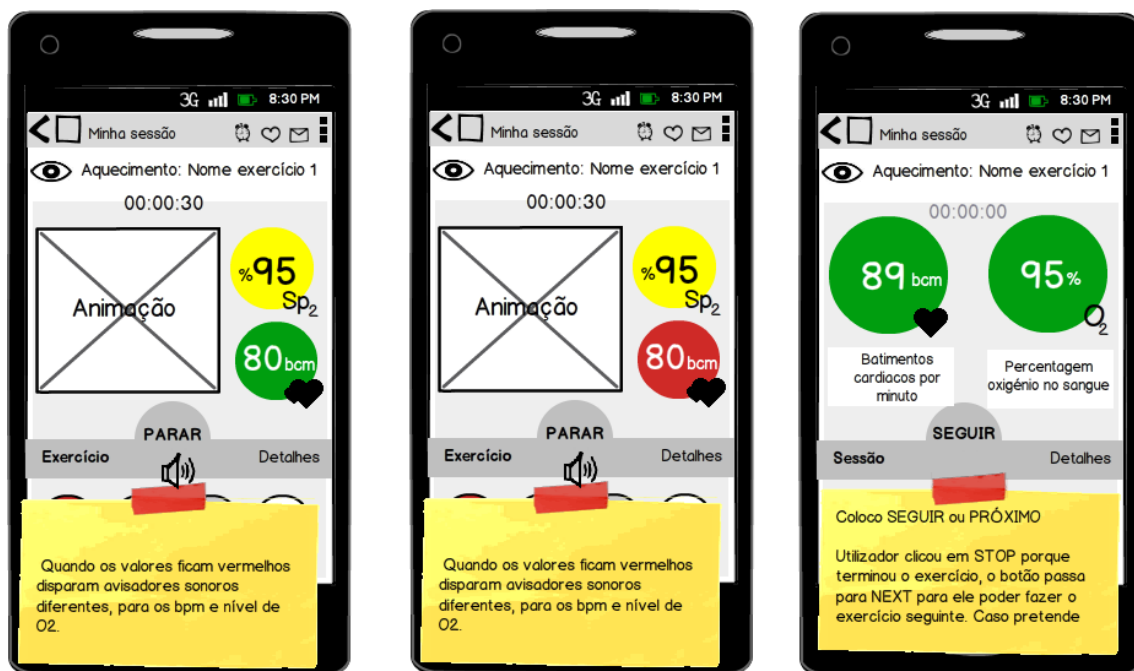 3G 8:30 PM
Minha sessão
Aquecimento: Nome exercício 1
00:00:30
Animação
%95
Sp2
80 bcm
PARAR
Exercício Detalhes
Quando os valores ficam vermelhos
disparam avisadores sonoros
diferentes, para os bpm e nível de
O2.
3G 8:30 PM
Minha sessão
Aquecimento: Nome exercício 1
00:00:30
Animação
%95
Sp2
80 bcm
PARAR
Exercício Detalhes
Quando os valores ficam vermelhos
disparam avisadores sonoros
diferentes, para os bpm e nível de
O2.
3G 8:30 PM
Minha sessão
Aquecimento: Nome exercício 1
00:00:00
89 bcm
95%
O2
Batimentos
cardiacos por
minuto
Percentagem
oxigénio no sangue
SEGUIR
Sessão Detalhes
Coloco SEGUIR ou PRÓXIMO
Utilizador clicou em STOP porque
terminou o exercício, o botão passa
para NEXT para ele poder fazer o
exercício seguinte. Caso pretende